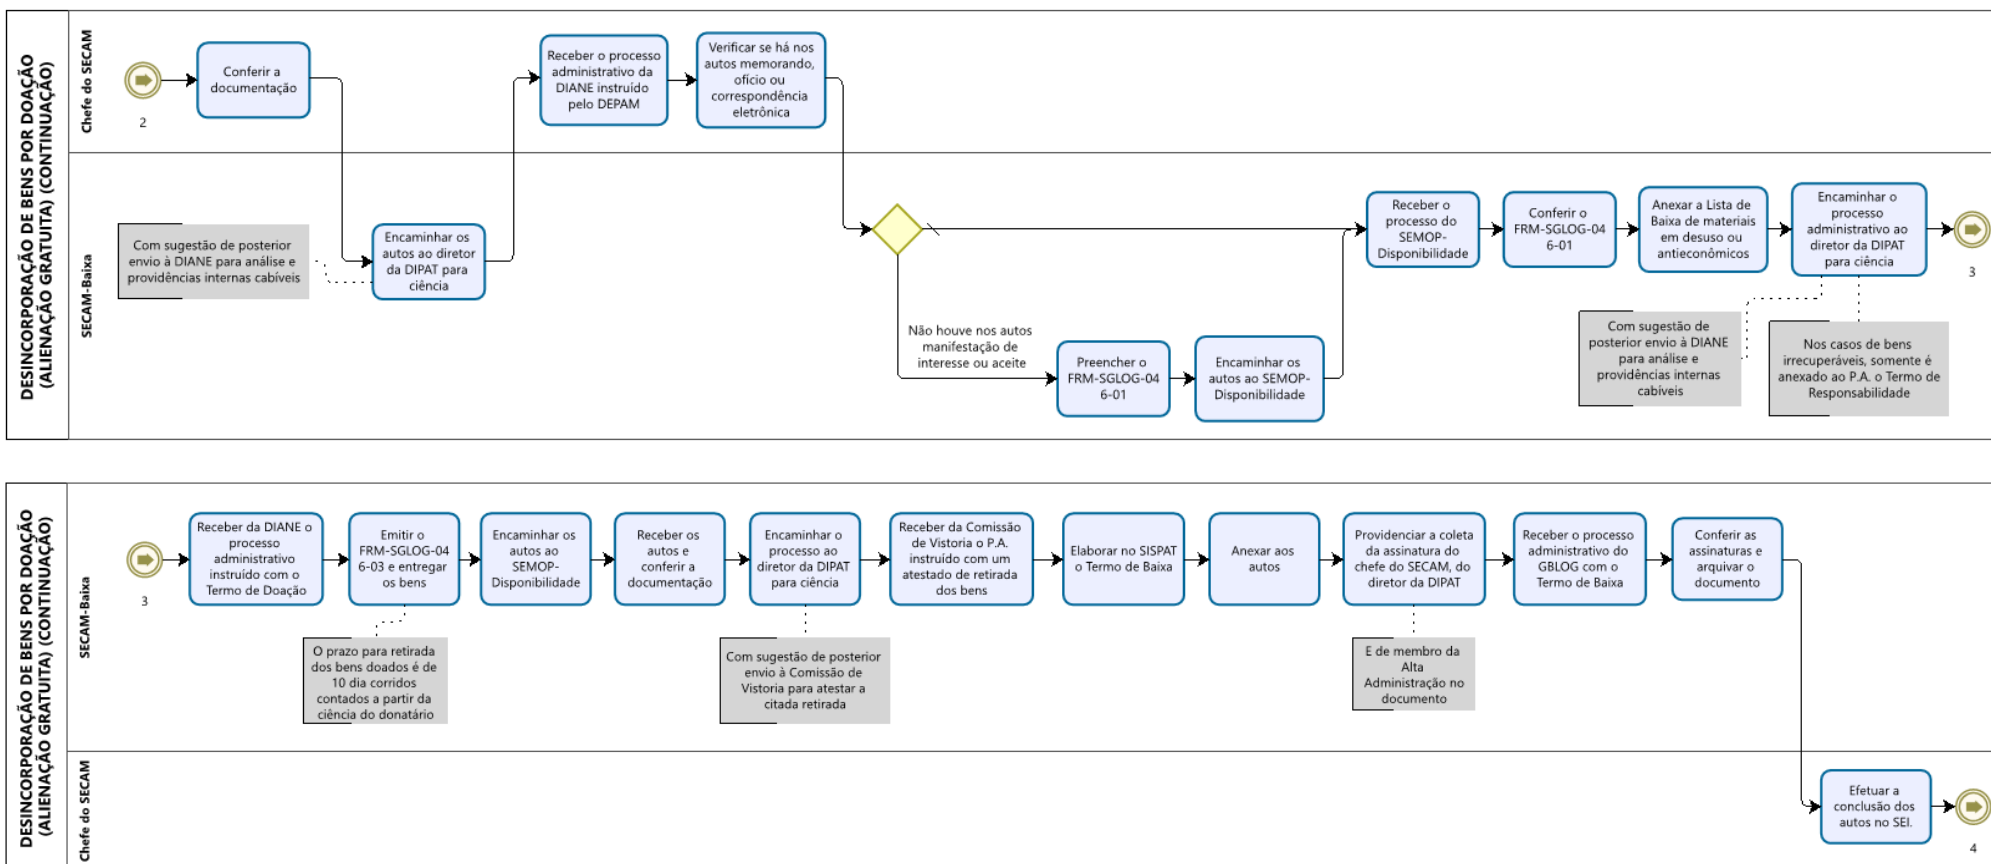 DESINCORPORAÇÃO DE BENS POR DOAÇÃO
(ALIENAÇÃO GRATUITA) (CONTINUAÇÃO)
Chefe do SECAM
2
Conferir a
documentação
Receber o processo
administrativo da
DIANE instruído
pelo DEPAM
Verificar se há nos
autos memorando,
ofício ou
correspondência
eletrônica
SECAM-Baixa
Com sugestão de posterior
envio à DIANE para análise e
providências internas cabíveis
Encaminhar os
autos ao diretor
da DIPAT para
ciência
Não houve nos autos
manifestação de
interesse ou aceite
Preencher o
FRM-SGLOG-04
6-01
Encaminhar os
autos ao SEMOP-
Disponibilidade
Receber o
processo do
SEMOP-
Disponibilidade
Conferir o
FRM-SGLOG-04
6-01
Anexar a Lista de
Baixa de materiais
em desuso ou
antieconômicos
Encaminhar o
processo
administrativo ao
diretor da DIPAT
para ciência
3
Com sugestão de
posterior envio à DIANE
para análise e
providências internas
cabíveis
Nos casos de bens
irrecuperáveis, somente é
anexado ao P.A. o Termo de
Responsabilidade
DESINCORPORAÇÃO DE BENS POR DOAÇÃO
(ALIENAÇÃO GRATUITA) (CONTINUAÇÃO)
SECAM-Baixa
3
Receber da DIANE o
processo
administrativo
instruído com o
Termo de Doação
Emitir o
FRM-SGLOG-04
6-03 e entregar
os bens
Encaminhar os
autos ao
SEMOP-
Disponibilidade
Receber os
autos e
conferir a
documentação
Encaminhar o
processo ao
diretor da DIPAT
para ciência
Receber da Comissão
de Vistoria o P.A.
instruído com um
atestado de retirada
dos bens
Elaborar no SISPAT
o Termo de Baixa
Anexar aos
autos
Providenciar a coleta
da assinatura do
chefe do SECAM, do
diretor da DIPAT
Receber o processo
administrativo do
GBLOG com o
Termo de Baixa
Conferir as
assinaturas e
arquivar o
documento
O prazo para retirada
dos bens doados é de
10 dia corridos
contados a partir da
ciência do donatário
Com sugestão de posterior
envio à Comissão de
Vistoria para atestar a
citada retirada
E de membro da
Alta
Administração no
documento
Chefe do SECAM
Efetuar a
conclusão dos
autos no SEI.
4